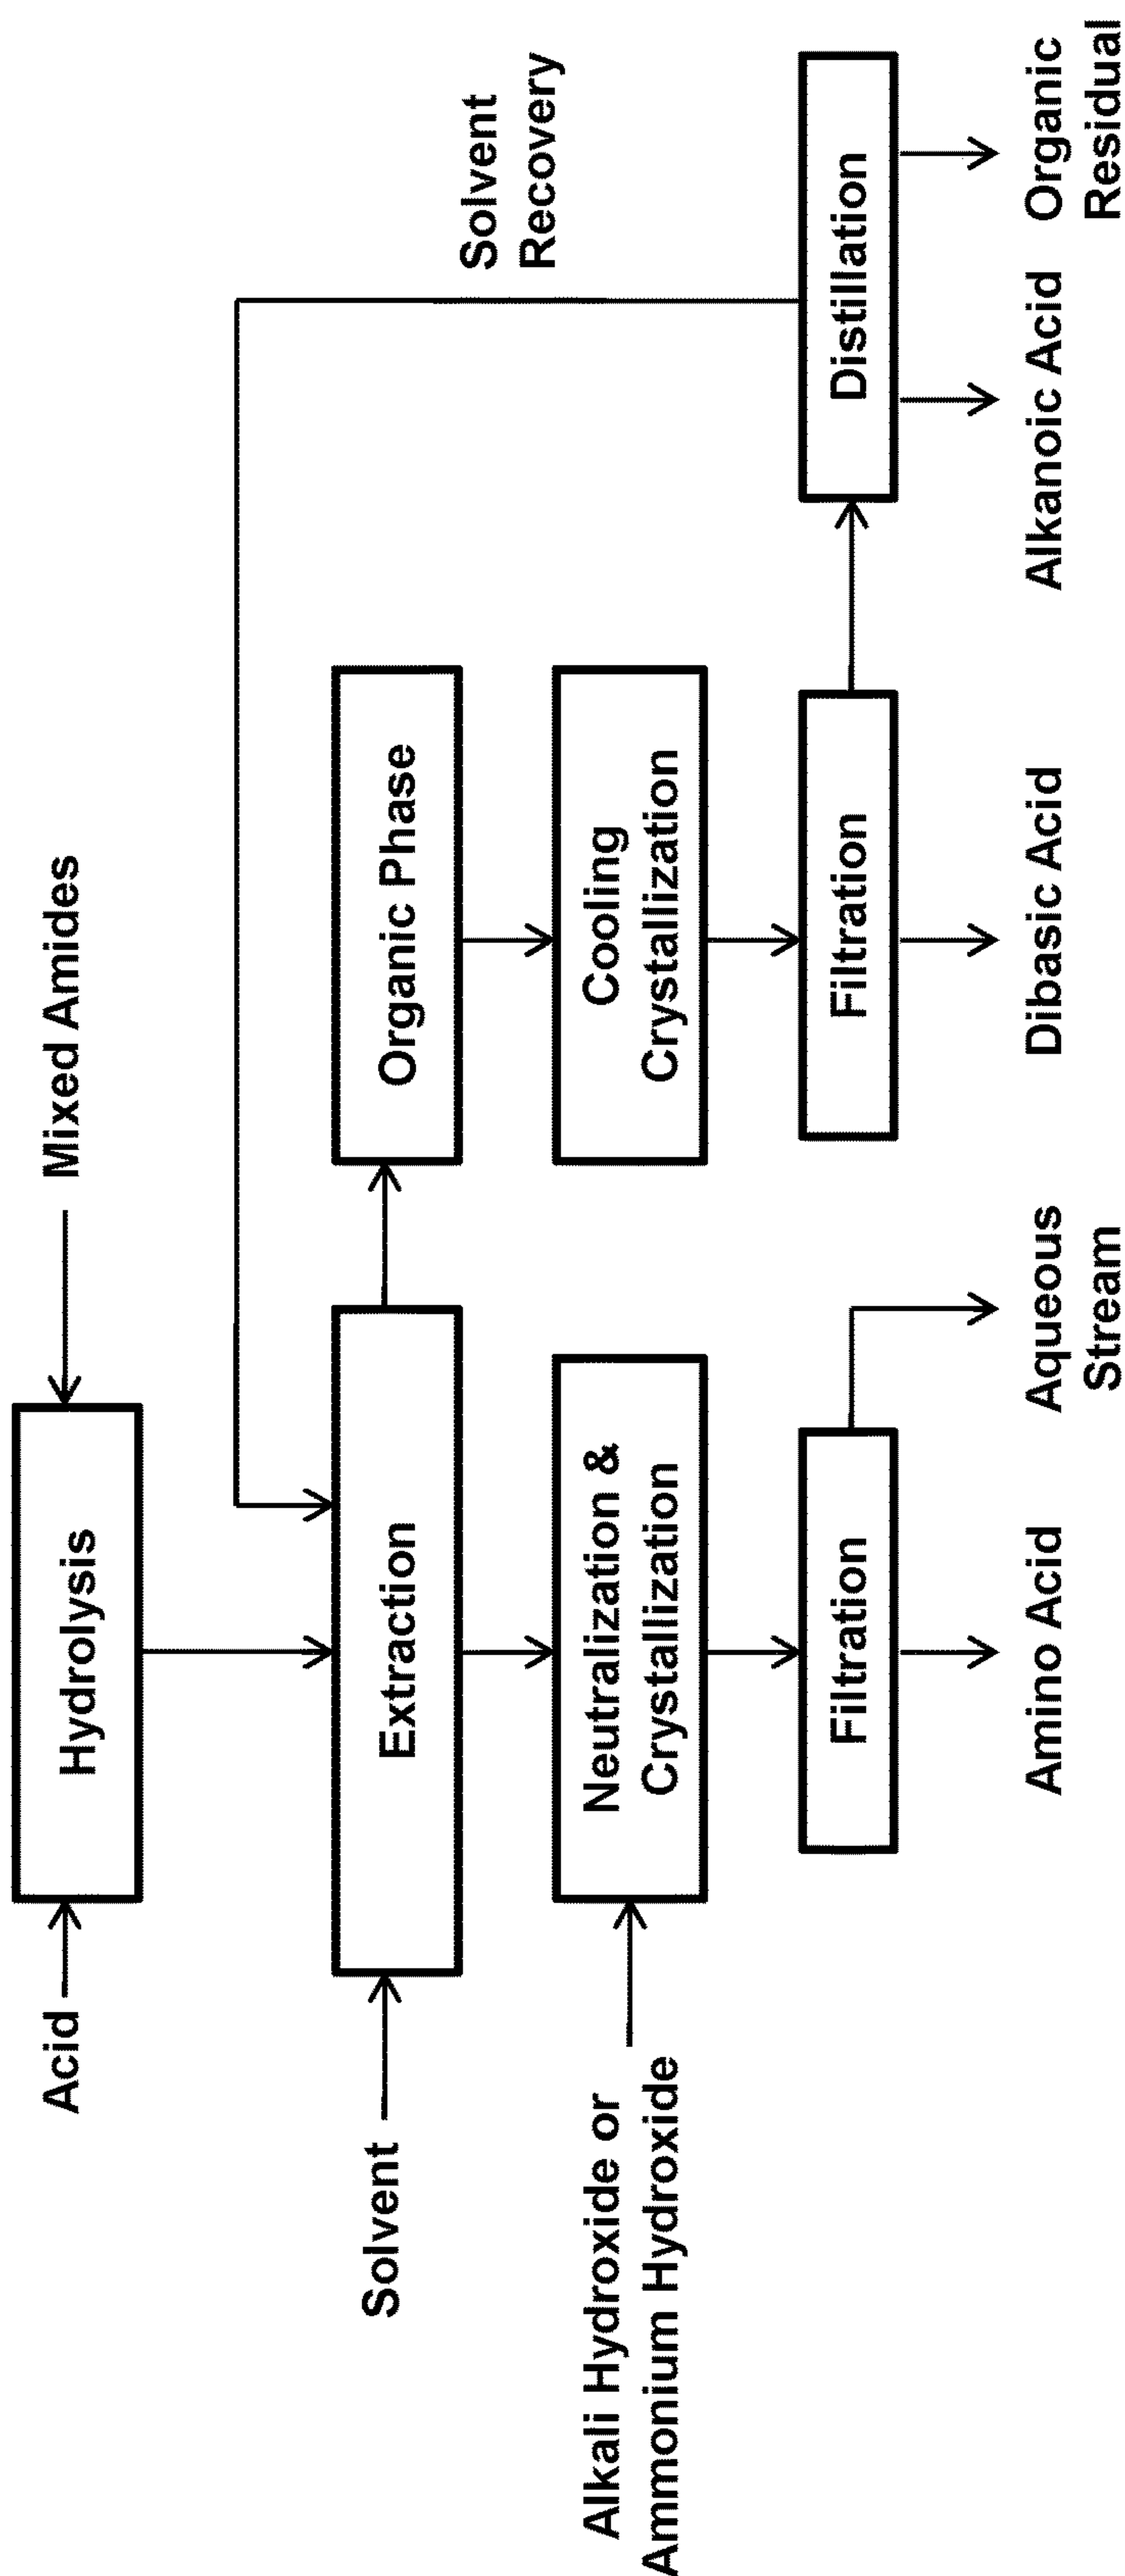 Acid
Hydrolysis
Mixed Amides
Solvent
Recovery
Solvent
Extraction
Organic Phase
Alkali Hydroxide or
Ammonium Hydroxide
Neutralization &
Crystallization
Cooling
Crystallization
Filtration
Filtration
Distillation
Amino Acid
Aqueous
Stream
Dibasic Acid
Alkanoic Acid
Organic
Residual